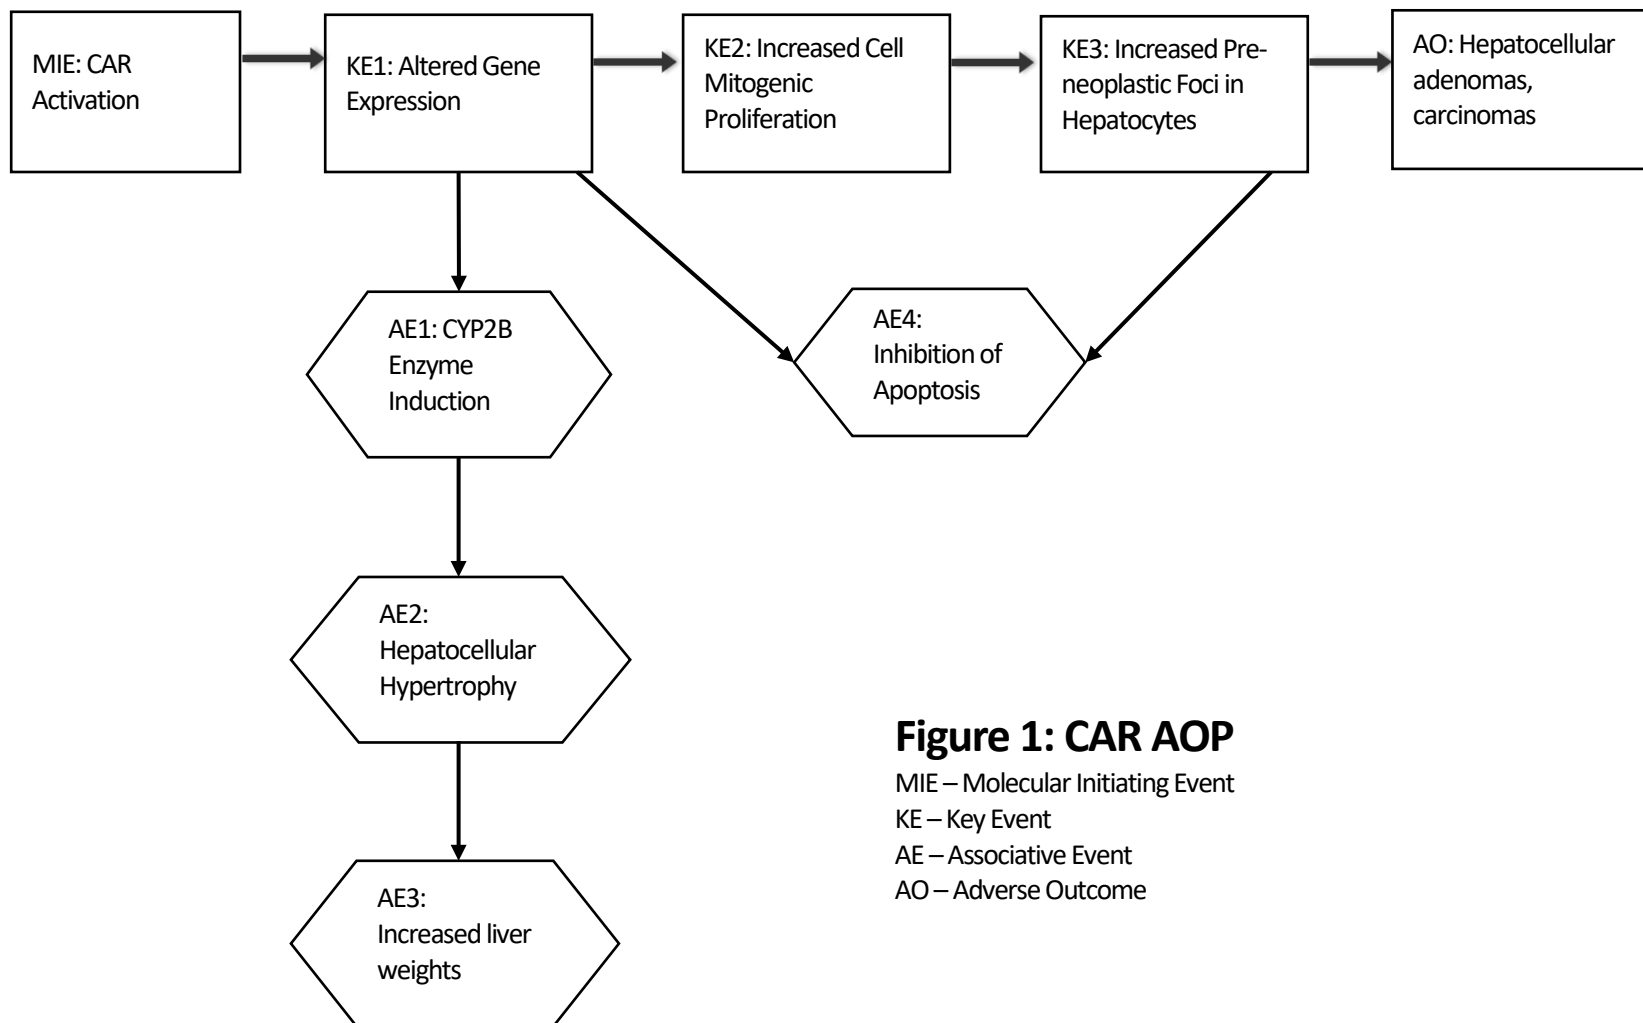 MIE: CAR
Activation
KE1: Altered Gene
Expression
KE2: Increased Cell
Mitogenic
Proliferation
KE3: Increased Pre-
neoplastic Foci in
Hepatocytes
AO: Hepatocellular
adenomas,
carcinomas
AE1: CYP2B
Enzyme
Induction
AE4:
Inhibition of
Apoptosis
AE2:
Hepatocellular
Hypertrophy
AE3:
Increased liver
weights
Figure 1: CAR AOP
MIE – Molecular Initiating Event
KE – Key Event
AE – Associative Event
AO – Adverse Outcome